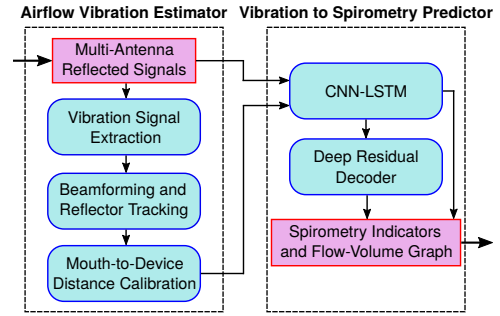 Airflow Vibration Estimator
Multi-Antenna
Reflected Signals
Vibration Signal
Extraction
Beamforming and
Reflector Tracking
Mouth-to-Device
Distance Calibration
Vibration to Spirometry Predictor
CNN-LSTM
Deep Residual
Decoder
Spirometry Indicators
and Flow-Volume Graph